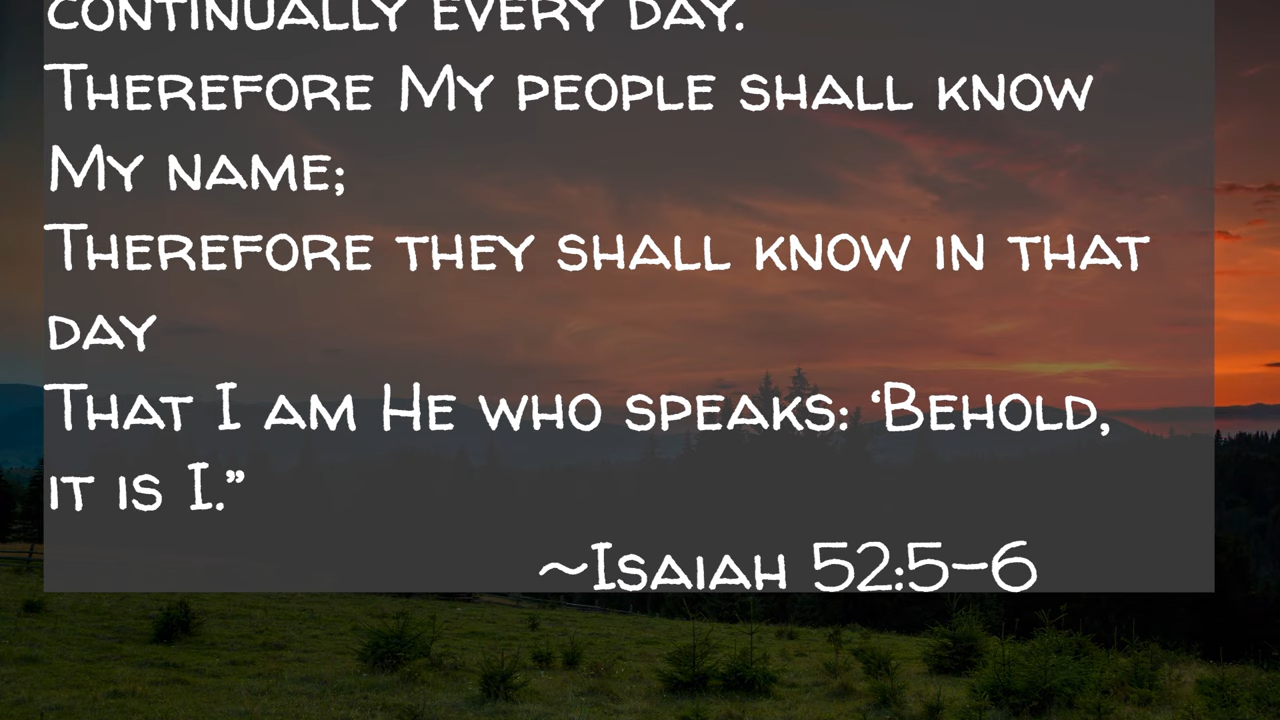 continually every day.
Therefore My people shall know
My name;
Therefore they shall know in that
day
That I am He who speaks: ‘Behold,
it is I.”
~Isaiah 52:5–6